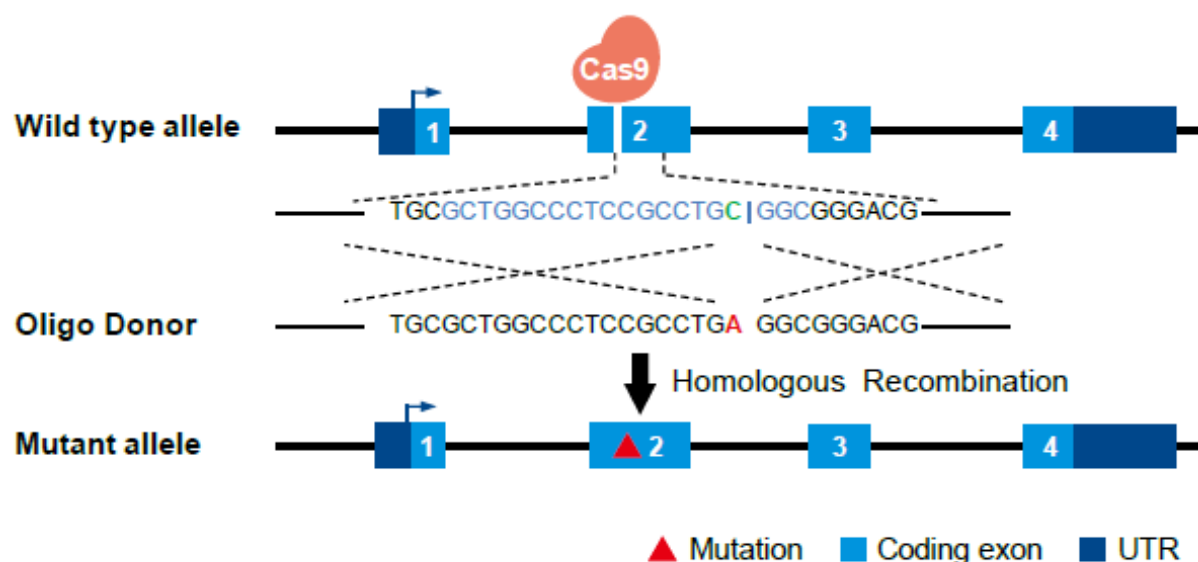 Cas9
Wild type allele 1 2 3 4
TGCGCTGGCCCTCCGCCTGC|GGCGGGACG
Oligo Donor TGCGCTGGCCCTCCGCCTGA GGCGGGACG
Homologous Recombination
Mutant allele 1 2 3 4
Mutation Coding exon UTR